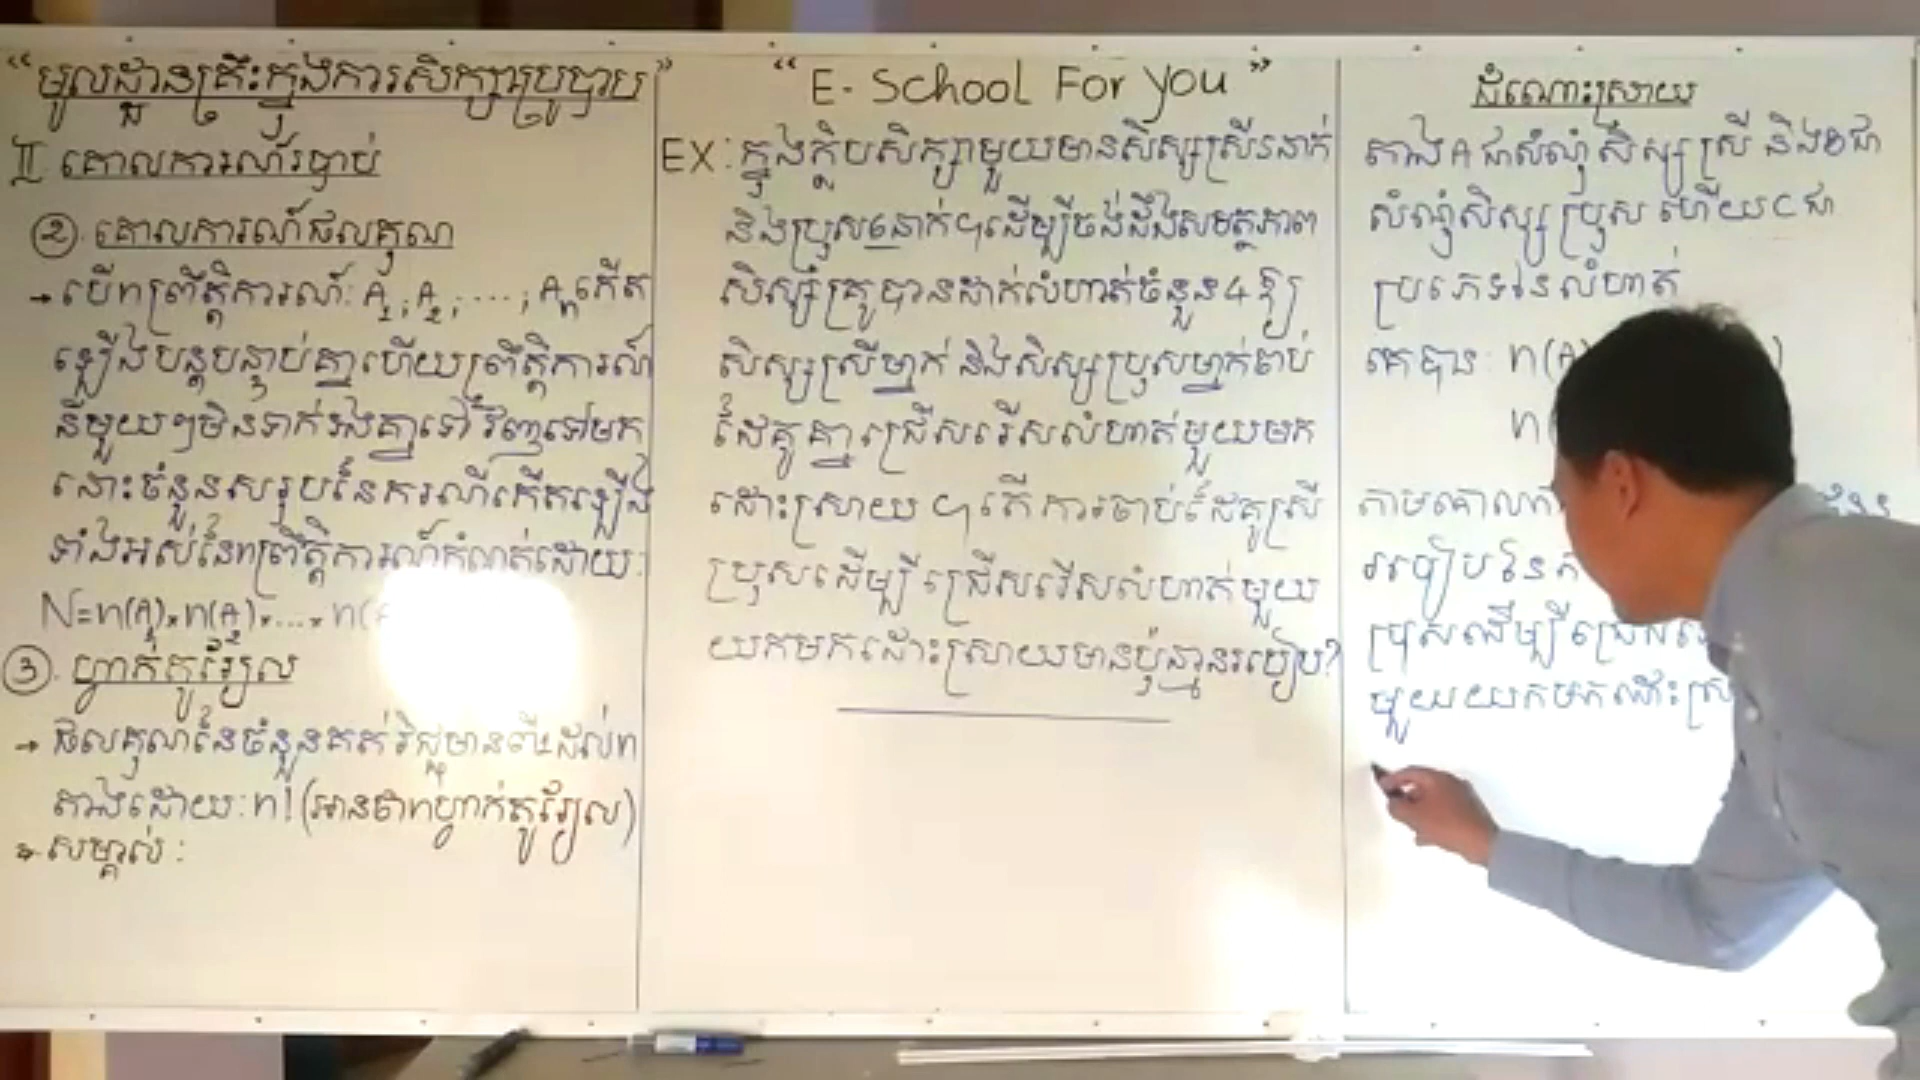 “មូលដ្ឋានគ្រឹះក្នុងការសិក្សាប្រូបាប”
II. គោលការណ៍របាប់
② គោលការណ៍ផលគុណ
→ បើ n ព្រឹត្តិការណ៍: A₁, A₂, ...., Aₙ កើត
ឡើងបន្តបន្ទាប់គ្នាហើយព្រឹត្តិការណ៍
នីមួយៗមិនទាក់ទងគ្នាទៅវិញទៅមក
នោះចំនួនសរុបនៃករណីកើតឡើង
ទាំងអស់នៃ n ព្រឹត្តិការណ៍កំណត់ដោយ:
N = n(A₁) × n(A₂) × .... × n(A
③ ហ្វាក់តូរ្យែល
→ ផលគុណនៃចំនួនគត់វិជ្ជមានពី 1 ដល់ n
តាងដោយ: n! (អានថា n ហ្វាក់តូរ្យែល)
* សម្គាល់ :
“ E - School For You ”
EX : ក្នុងក្លិបសិក្សាមួយមានសិស្សស្រី នាក់
និងប្រុស នាក់ ។ ដើម្បីចង់ដឹងសមត្ថភាព
សិស្សគ្រូបានដាក់លំហាត់ចំនួន 4 ឱ្យ
សិស្សស្រីម្នាក់ និងសិស្សប្រុសម្នាក់ចាប់
ដៃគូគ្នាជ្រើសរើសលំហាត់មួយមក
ដោះស្រាយ ។ តើការចាប់ដៃគូស្រី
ប្រុសដើម្បីជ្រើសរើសលំហាត់មួយ
យកមកដោះស្រាយមានប៉ុន្មានរបៀប?
ដំណោះស្រាយ
តាង A ជាសំណុំសិស្សស្រី និង B ជា
សំណុំសិស្សប្រុស ហើយ C ជា
ប្រភេទនៃលំហាត់
គេបាន: n(A )
n(
តាមគោលកា
របៀបនៃក
ប្រុសដើម្បីជ្រើសរ
មួយយកមកដោះស្រ